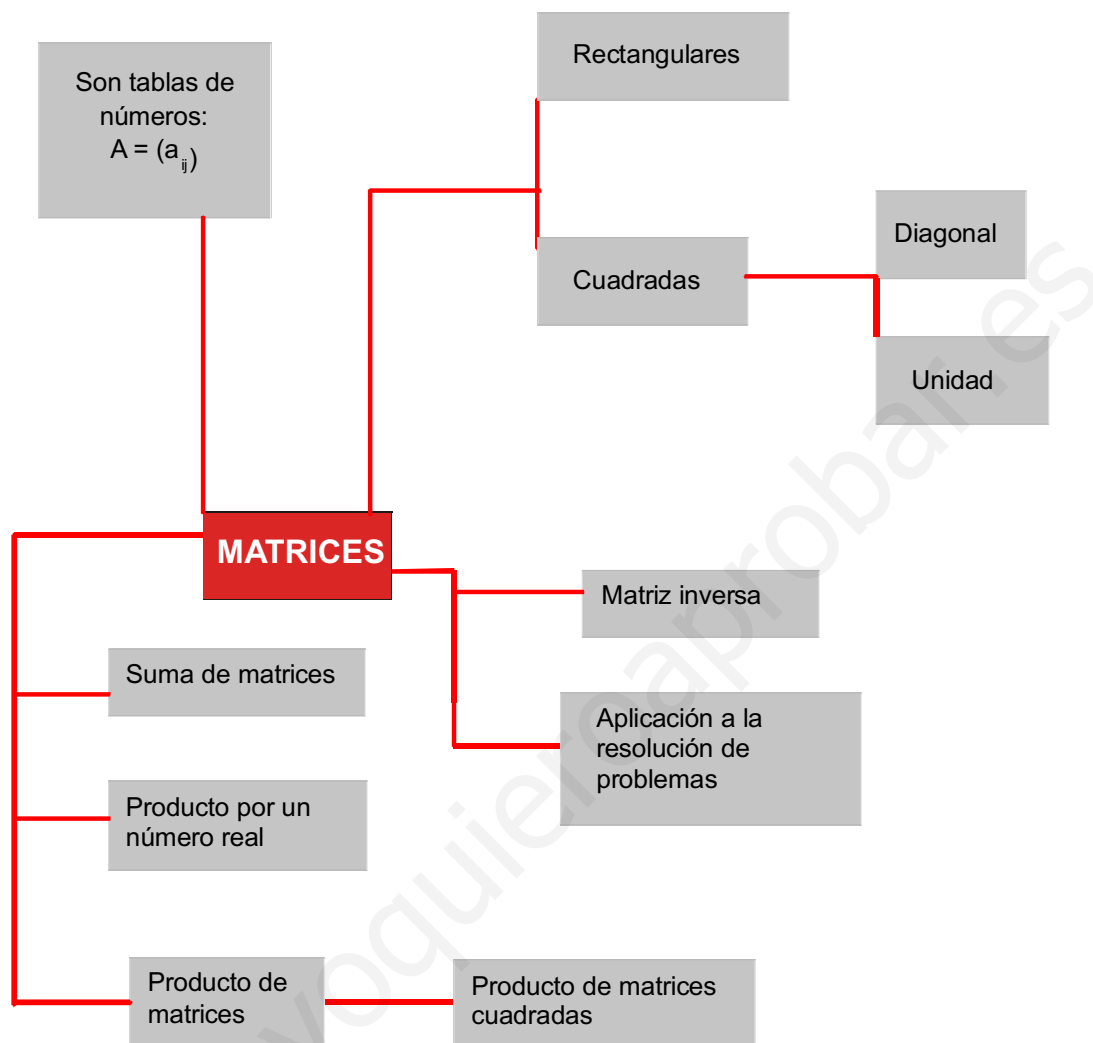 Son tablas de
números:
A = (a ij)
Rectangulares
Cuadradas
Diagonal
Unidad
MATRICES
Matriz inversa
Aplicación a la
resolución de
problemas
Suma de matrices
Producto por un
número real
Producto de
matrices
Producto de matrices
cuadradas
yoquieroaprobar.es